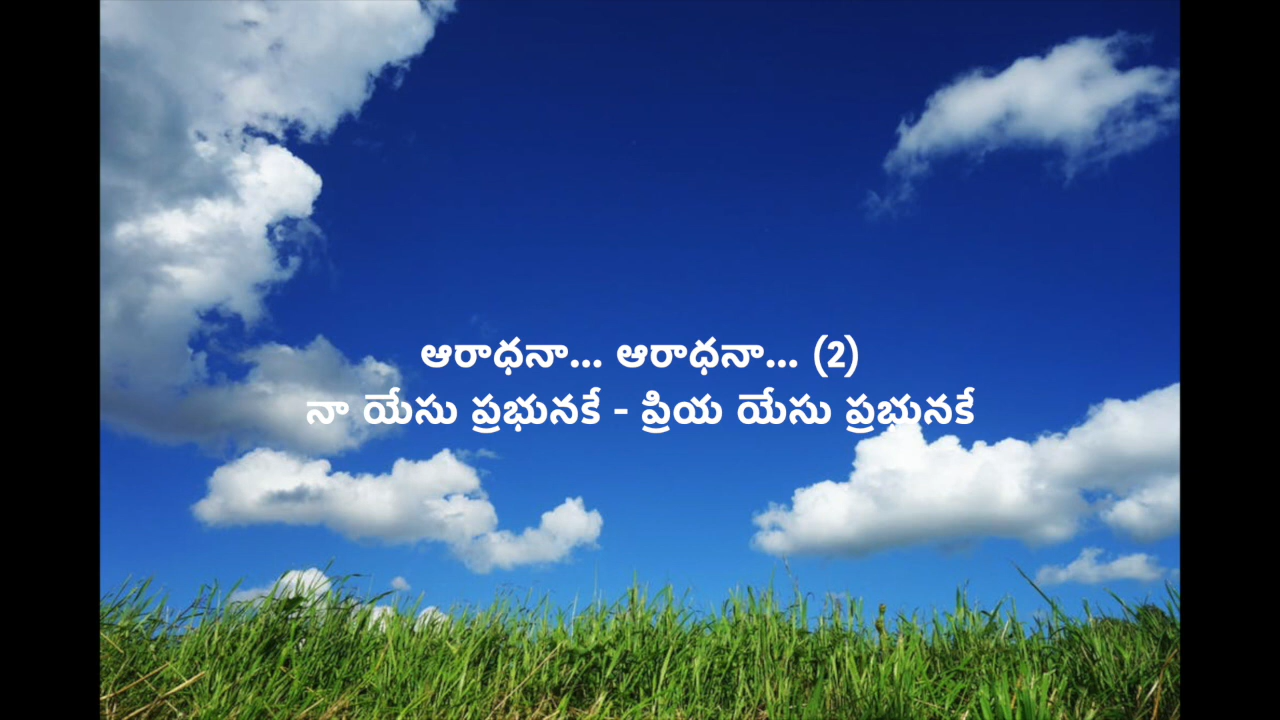 ఆరాధనా... ఆరాధనా... (2)
నా యేసు ప్రభునకే - ప్రియ యేసు ప్రభునకే